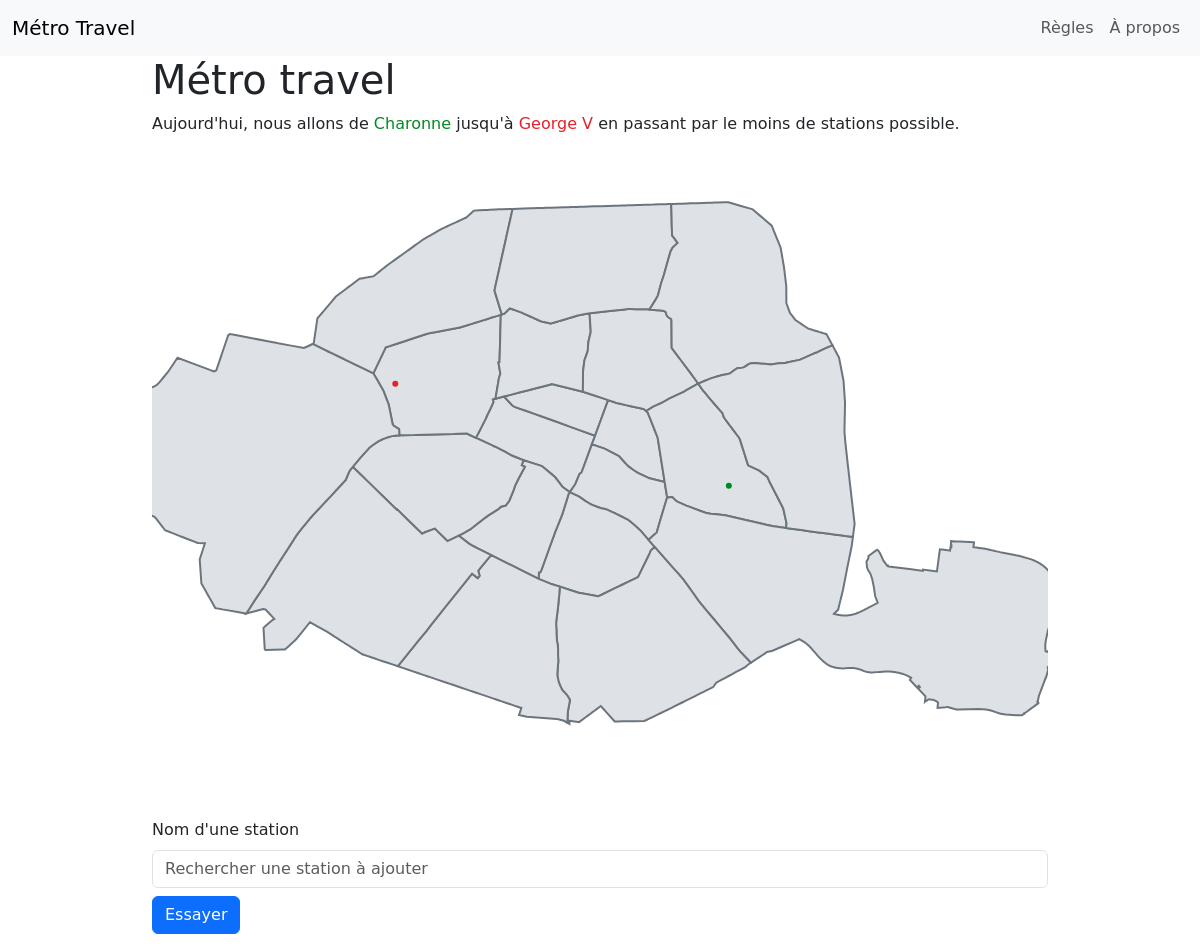 Métro Travel
Règles
À propos
Métro travel
Aujourd'hui, nous allons de Charonne jusqu'à George V en passant par le moins de stations possible.
Nom d'une station
Rechercher une station à ajouter
Essayer